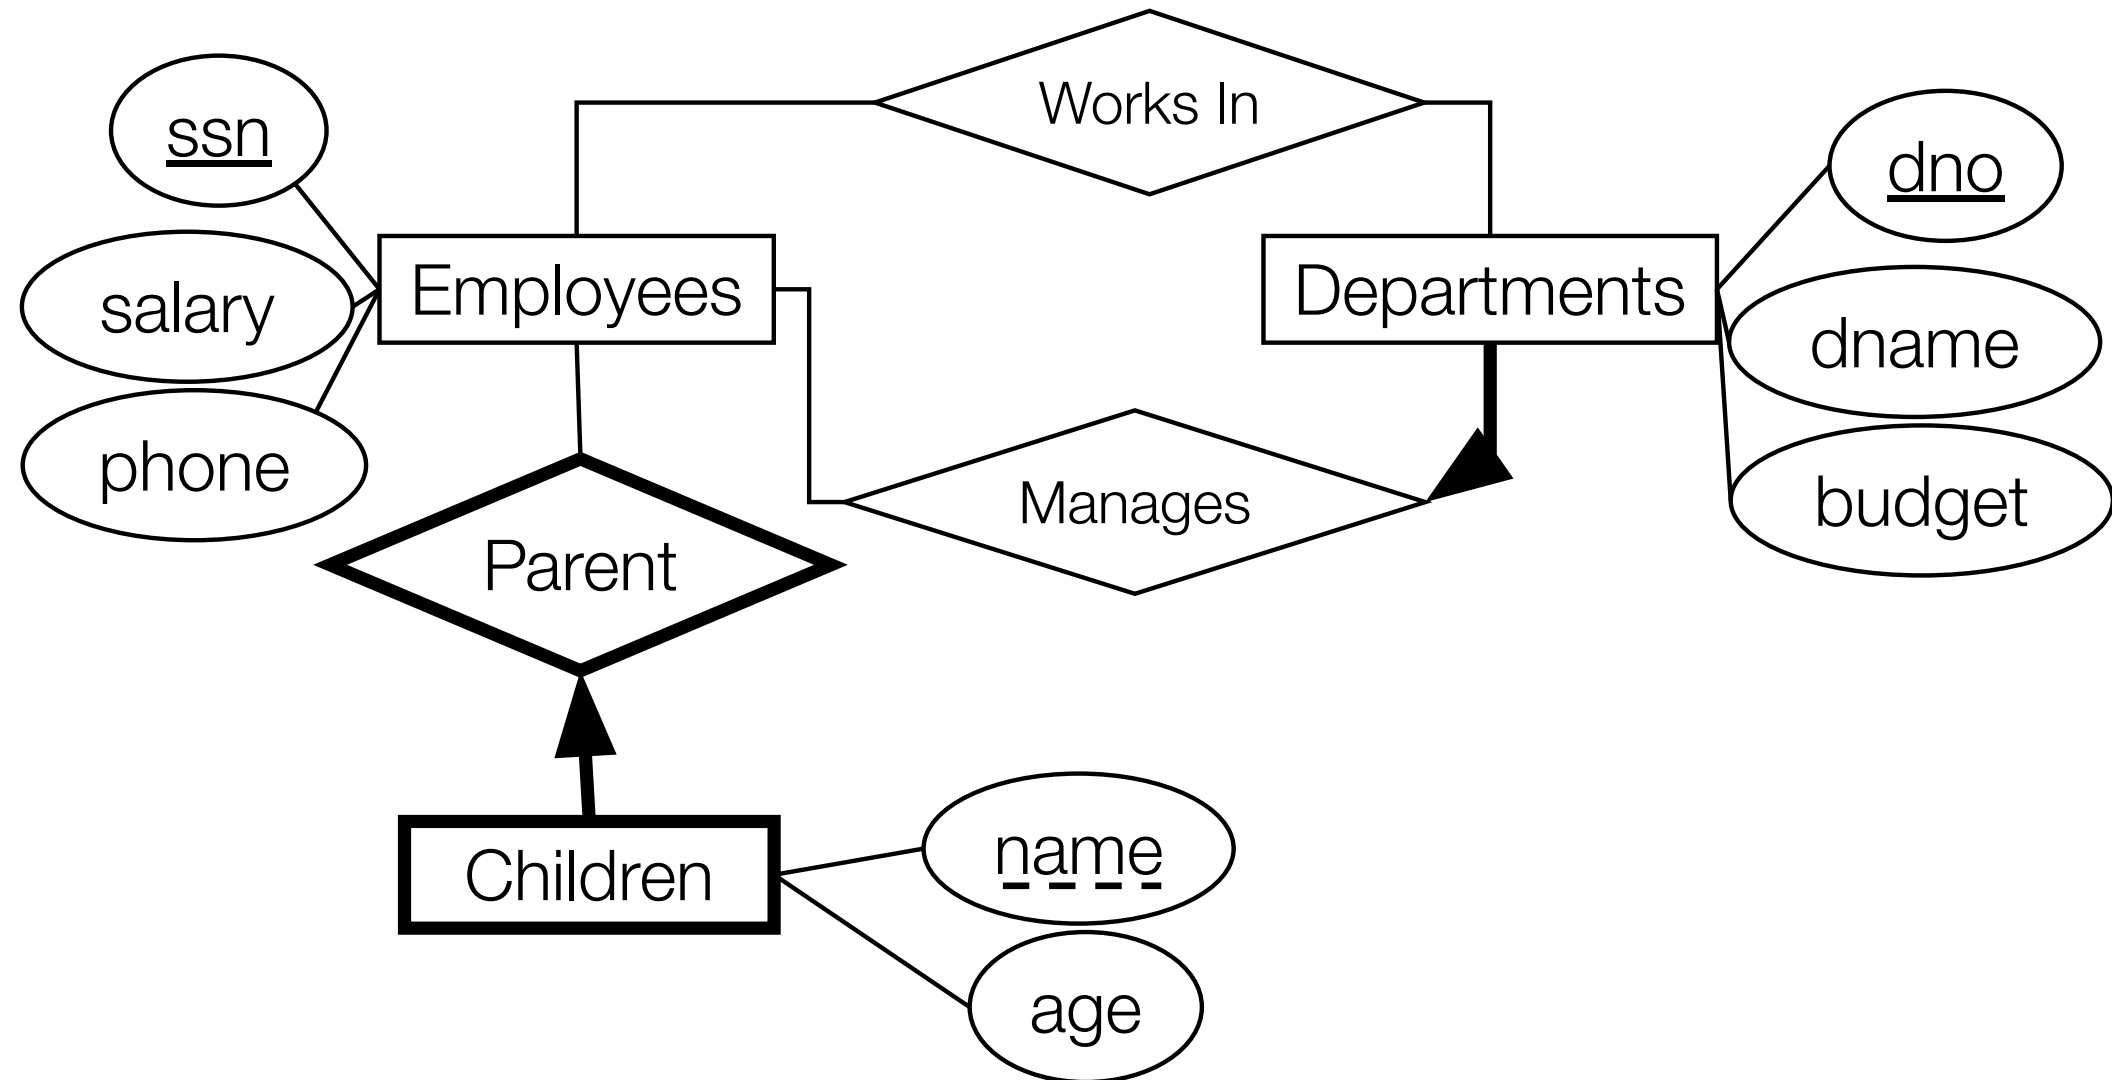 Works In
ssn
dno
Employees
Departments
salary
dname
phone
Manages
budget
Parent
Children
name
age